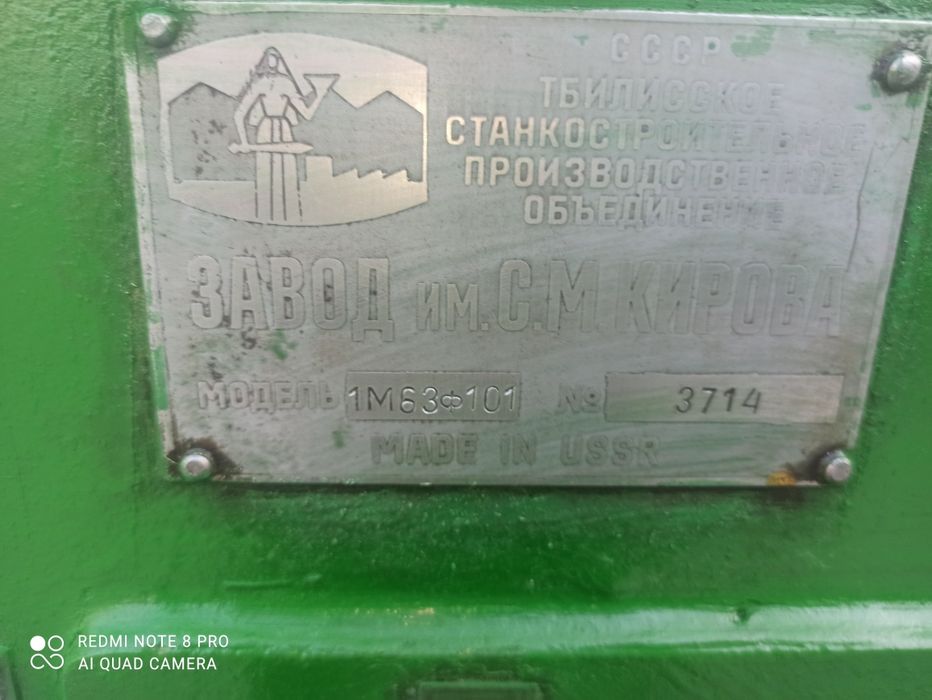 СССР
ТБИЛИССКОЕ
СТАНКОСТРОИТЕЛЬНОЕ
ПРОИЗВОДСТВЕННОЕ
ОБЪЕДИНЕНИЕ
ЗАВОД ИМ. С.М. КИРОВА
МОДЕЛЬ 1М63Ф101 № 3714
MADE IN USSR
REDMI NOTE 8 PRO
AI QUAD CAMERA